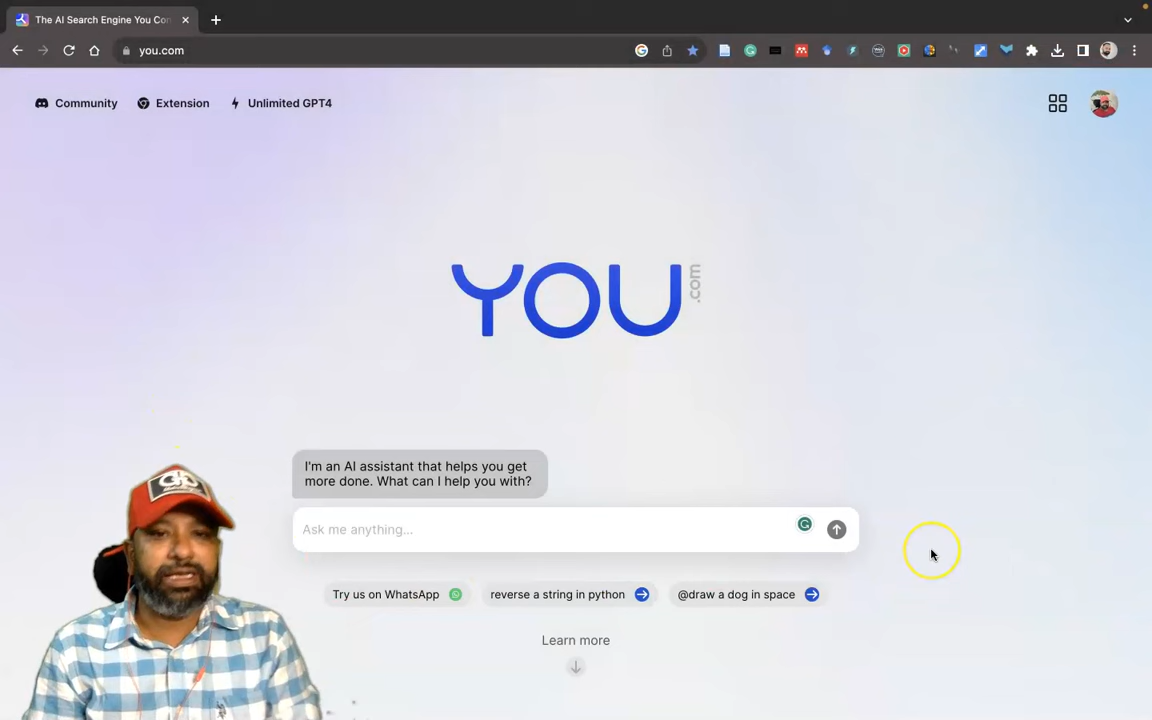 The AI Search Engine You Con
you.com
Community
Extension
Unlimited GPT4
YOU
.com
I'm an AI assistant that helps you get
more done. What can I help you with?
Ask me anything...
Try us on WhatsApp
reverse a string in python
@draw a dog in space
Learn more